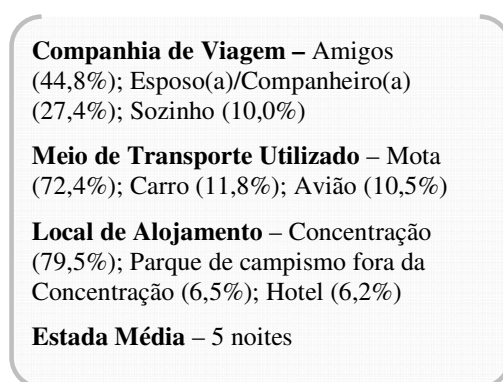 Companhia de Viagem – Amigos
(44,8%); Esposo(a)/Companheiro(a)
(27,4%); Sozinho (10,0%)
Meio de Transporte Utilizado – Mota
(72,4%); Carro (11,8%); Avião (10,5%)
Local de Alojamento – Concentração
(79,5%); Parque de campismo fora da
Concentração (6,5%); Hotel (6,2%)
Estada Média – 5 noites